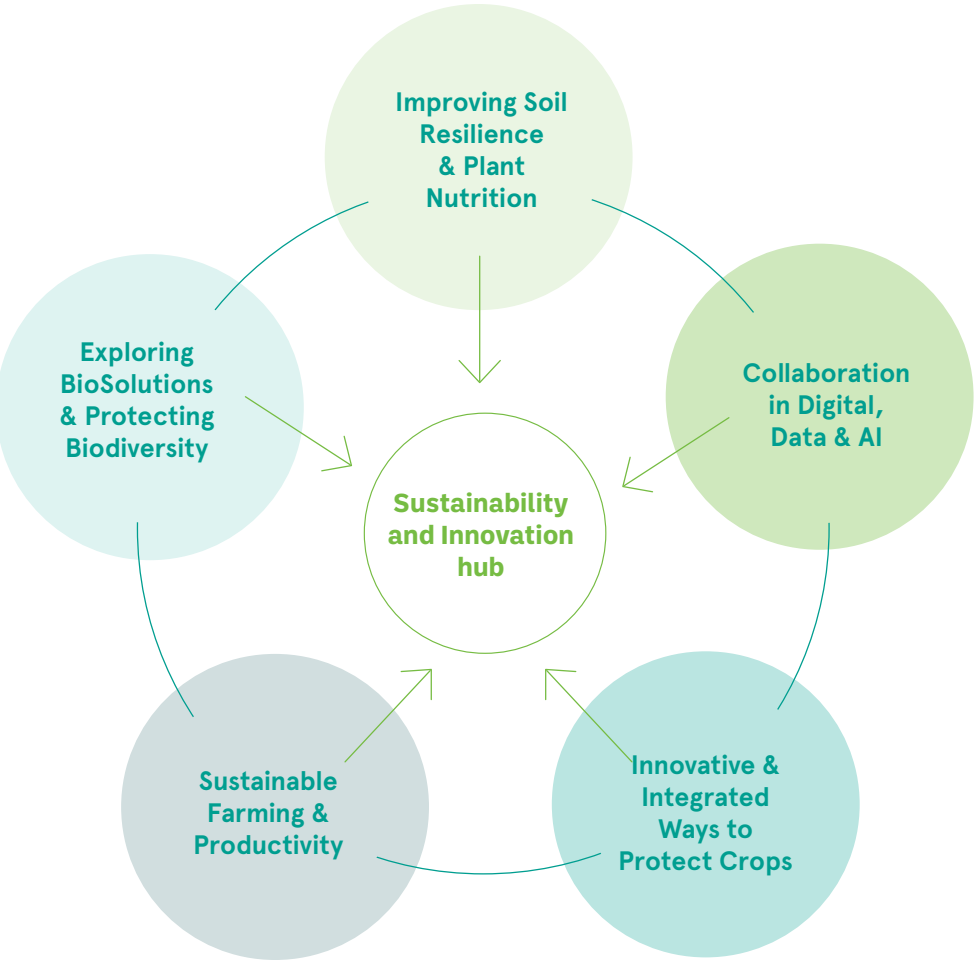 Improving Soil
Resilience
& Plant
Nutrition
Exploring
BioSolutions
& Protecting
Biodiversity
Collaboration
in Digital,
Data & AI
Sustainability
and Innovation
hub
Sustainable
Farming &
Productivity
Innovative &
Integrated
Ways to
Protect Crops